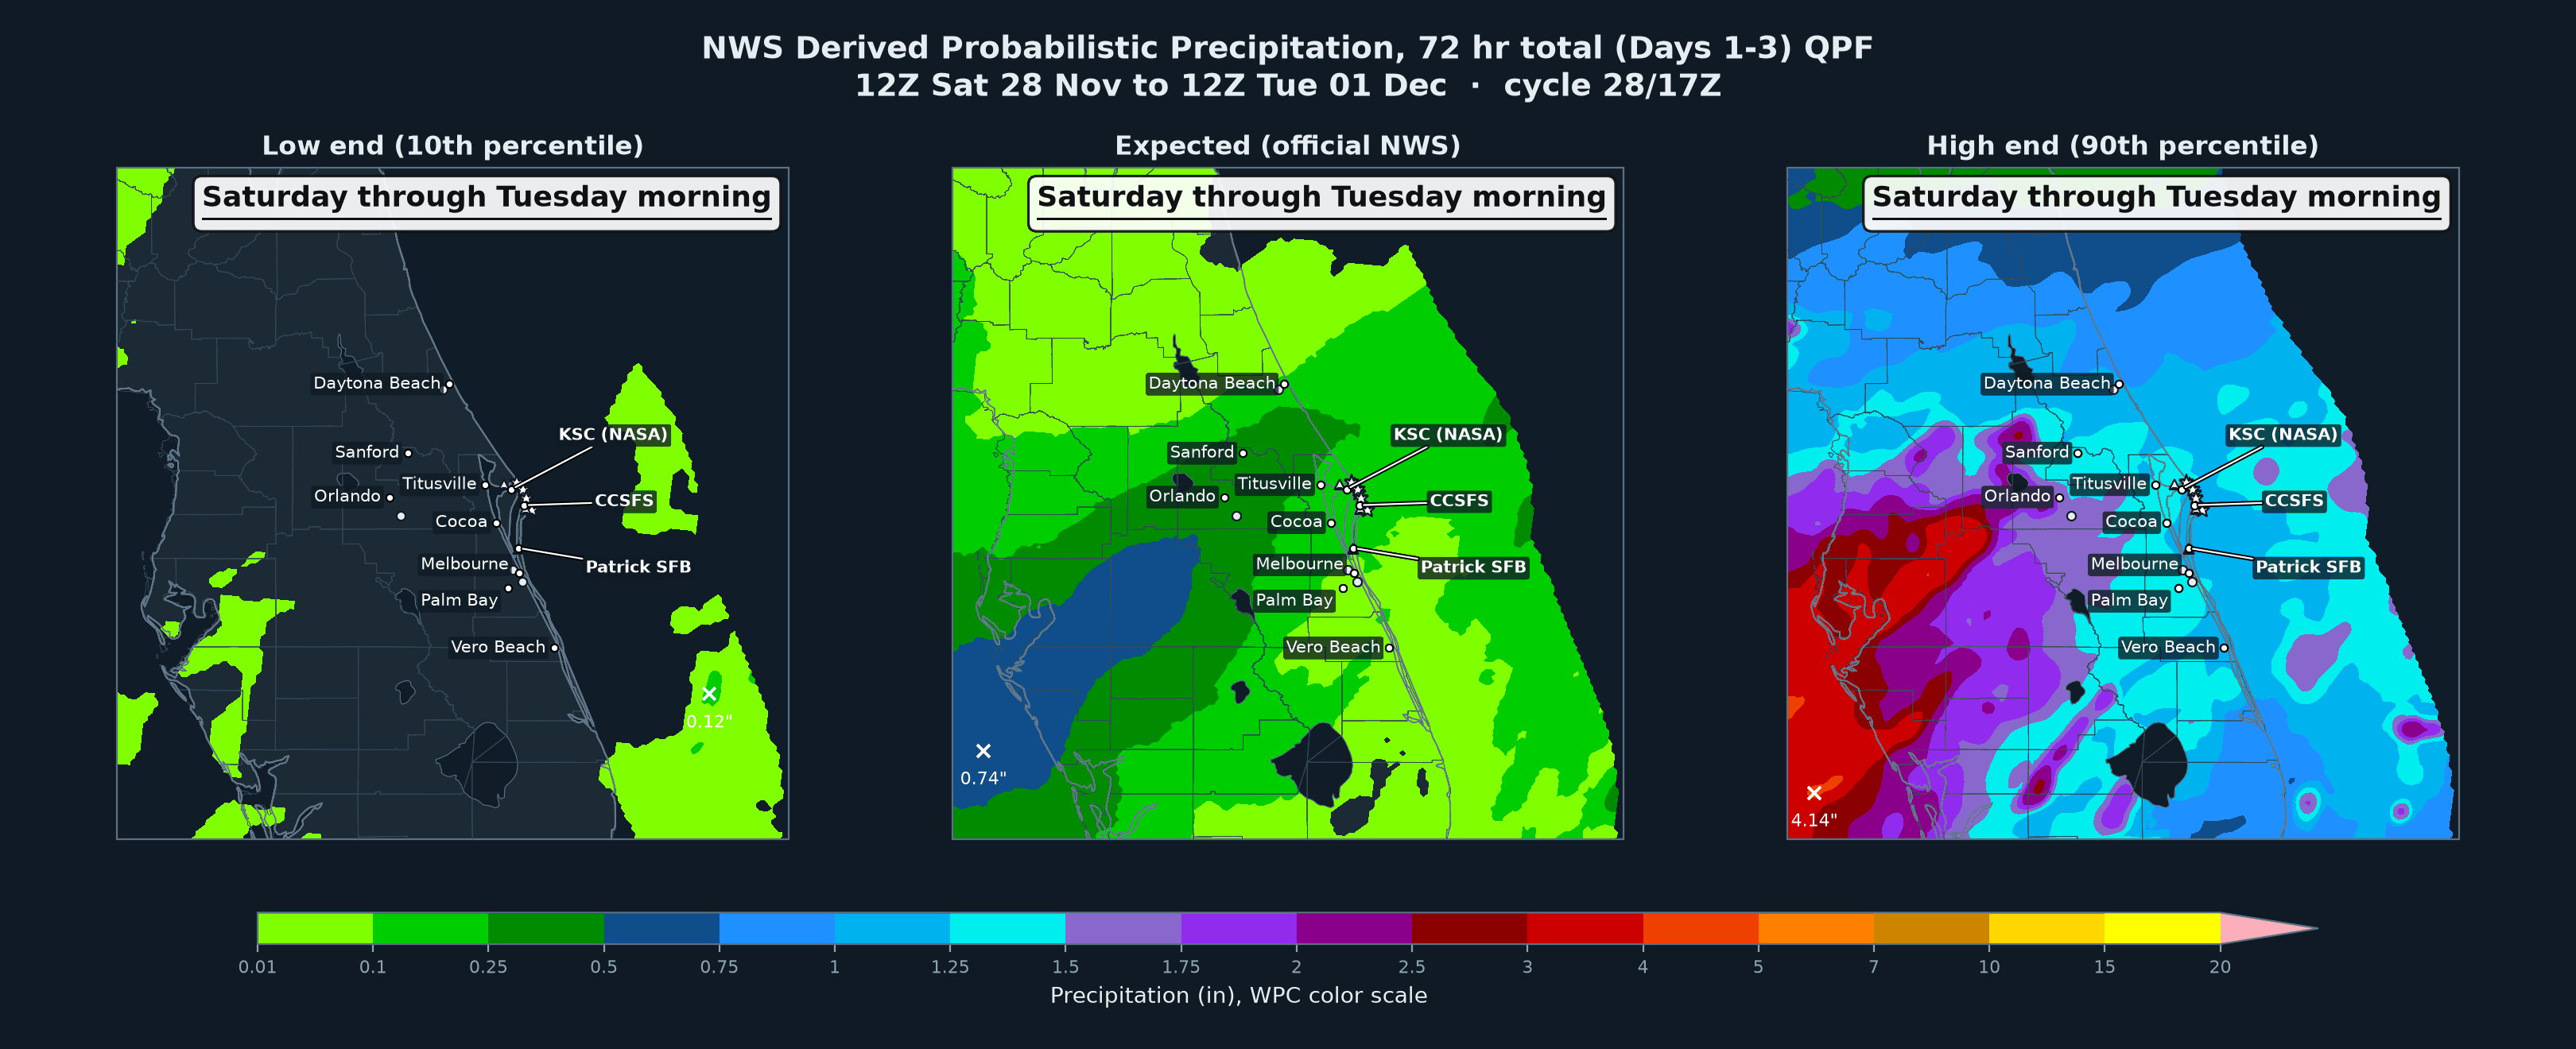 NWS Derived Probabilistic Precipitation, 72 hr total (Days 1-3) QPF
12Z Sat 28 Nov to 12Z Tue 01 Dec · cycle 28/17Z
Low end (10th percentile)
Saturday through Tuesday morning
Daytona Beach
KSC (NASA)
Sanford
Titusville
Orlando
CCSFS
Cocoa
Melbourne
Patrick SFB
Palm Bay
Vero Beach
0.12"
Expected (official NWS)
Saturday through Tuesday morning
Daytona Beach
KSC (NASA)
Sanford
Titusville
Orlando
CCSFS
Cocoa
Melbourne
Patrick SFB
Palm Bay
Vero Beach
0.74"
High end (90th percentile)
Saturday through Tuesday morning
Daytona Beach
KSC (NASA)
Sanford
Titusville
Orlando
CCSFS
Cocoa
Melbourne
Patrick SFB
Palm Bay
Vero Beach
4.14"
0.01 0.1 0.25 0.5 0.75 1 1.25 1.5 1.75 2 2.5 3 4 5 7 10 15 20
Precipitation (in), WPC color scale